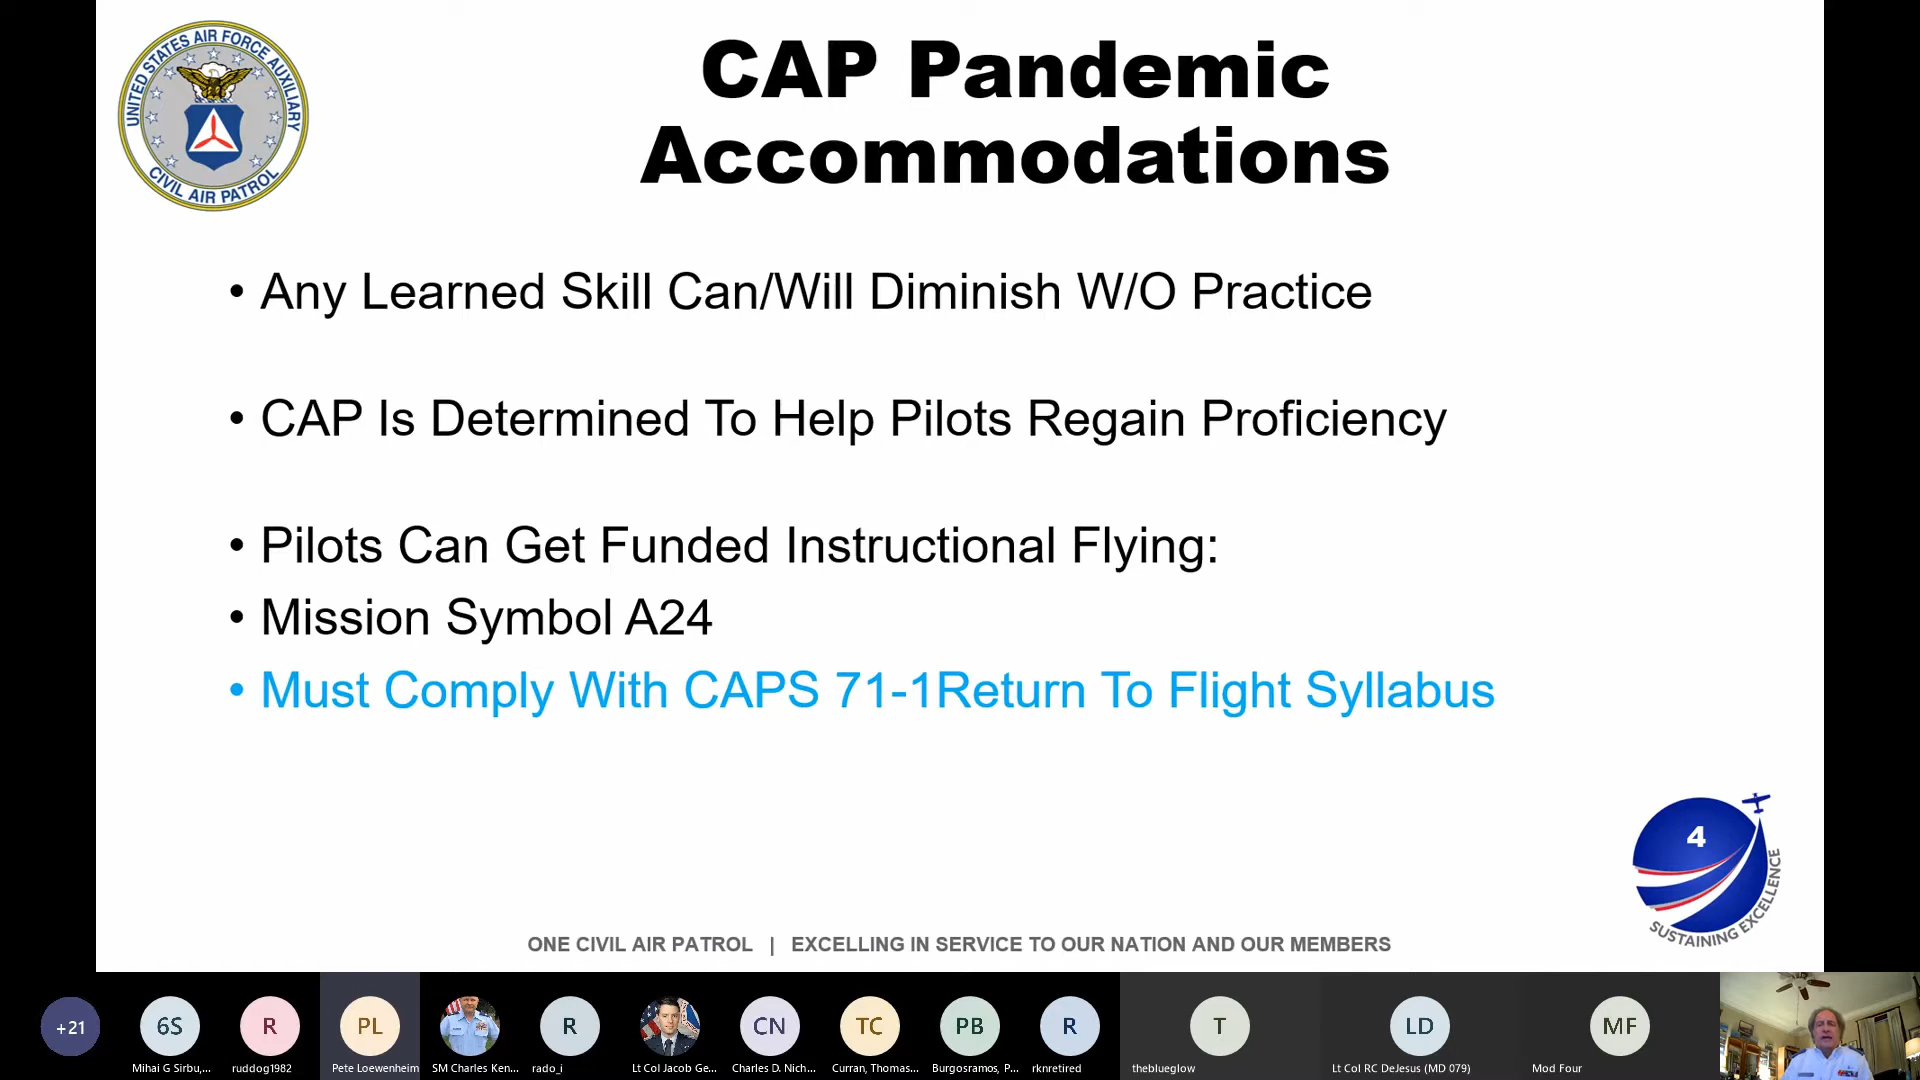 UNITED STATES AIR FORCE AUXILIARY
CIVIL AIR PATROL
CAP Pandemic
Accommodations
• Any Learned Skill Can/Will Diminish W/O Practice
• CAP Is Determined To Help Pilots Regain Proficiency
• Pilots Can Get Funded Instructional Flying:
• Mission Symbol A24
• Must Comply With CAPS 71-1Return To Flight Syllabus
4
SUSTAINING EXCELLENCE
ONE CIVIL AIR PATROL | EXCELLING IN SERVICE TO OUR NATION AND OUR MEMBERS
+21 6S R PL R CN TC PB R T LD MF
Mihai G Sirbu,... ruddog1982 Pete Loewenheim SM Charles Ken... rado_i Lt Col Jacob Ge... Charles D. Nich... Curran, Thomas... Burgosramos, P... rknretired theblueglow Lt Col RC DeJesus (MD 079) Mod Four